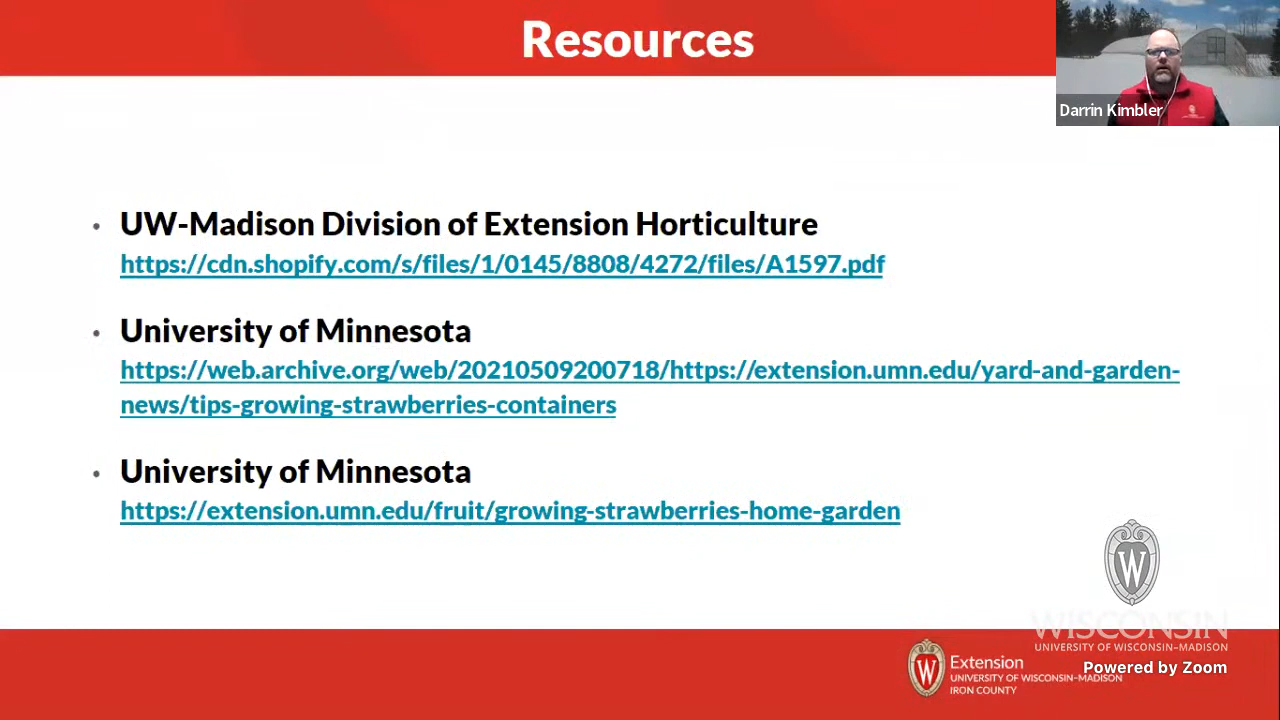 Resources
Darrin Kimbler
• UW-Madison Division of Extension Horticulture
https://cdn.shopify.com/s/files/1/0145/8808/4272/files/A1597.pdf
• University of Minnesota
https://web.archive.org/web/20210509200718/https://extension.umn.edu/yard-and-garden-
news/tips-growing-strawberries-containers
• University of Minnesota
https://extension.umn.edu/fruit/growing-strawberries-home-garden
W
WISCONSIN
UNIVERSITY OF WISCONSIN–MADISON
Powered by Zoom
W
Extension
UNIVERSITY OF WISCONSIN–MADISON
IRON COUNTY